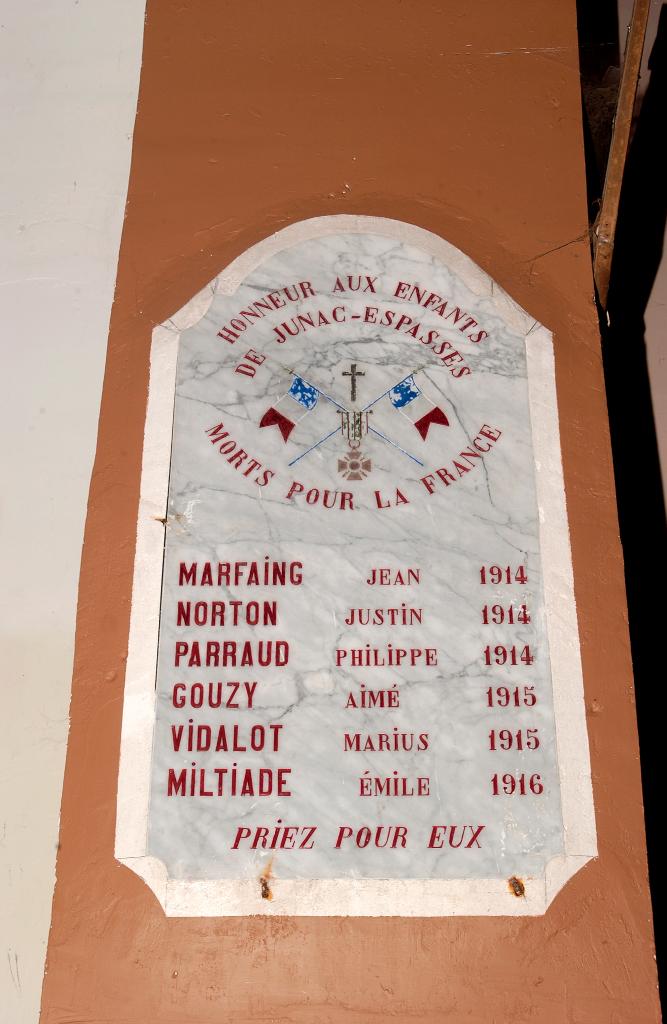 HONNEUR AUX ENFANTS
DE JUNAC-ESPASSES
MORTS POUR LA FRANCE
MARFAING JEAN 1914
NORTON JUSTIN 1914
PARRAUD PHILIPPE 1914
GOUZY AIMÉ 1915
VIDALOT MARIUS 1915
MILTIADE ÉMILE 1916
PRIEZ POUR EUX